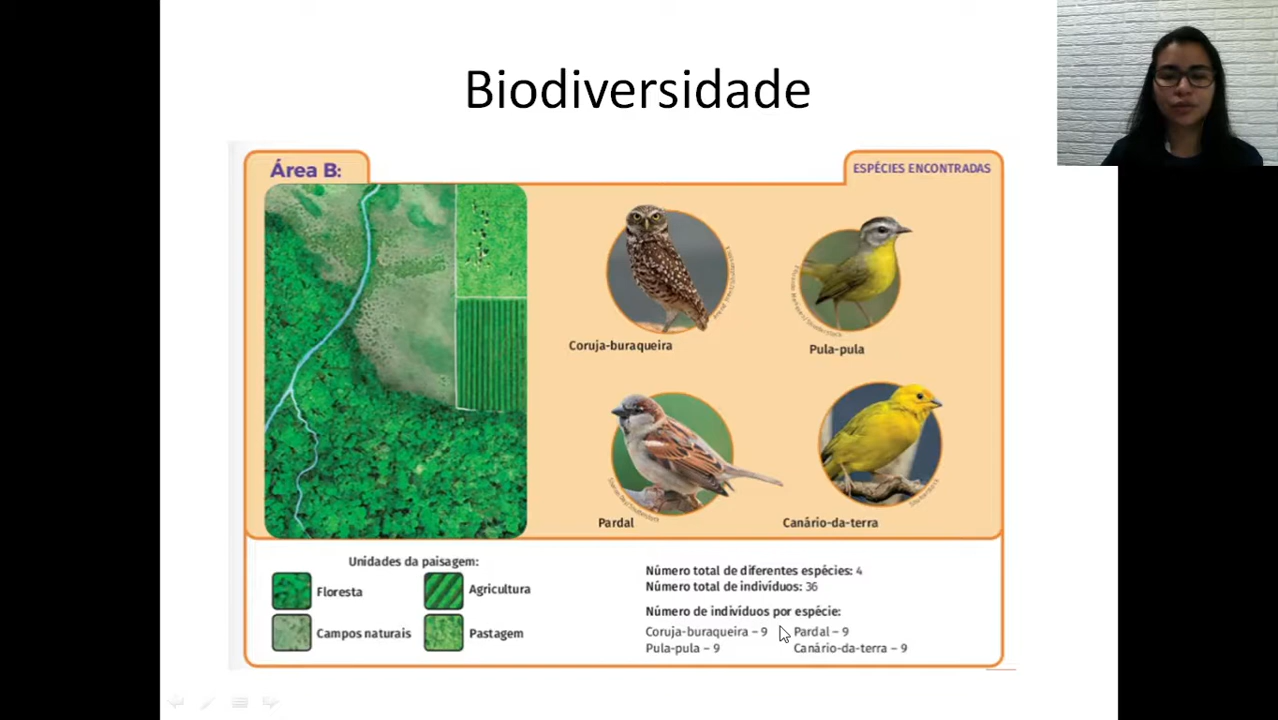 Biodiversidade
Área B:
ESPÉCIES ENCONTRADAS
Coruja-buraqueira
Pula-pula
Pardal
Canário-da-terra
Unidades da paisagem:
Floresta
Agricultura
Campos naturais
Pastagem
Número total de diferentes espécies: 4
Número total de indivíduos: 36
Número de indivíduos por espécie:
Coruja-buraqueira – 9 Pardal – 9
Pula-pula – 9 Canário-da-terra – 9